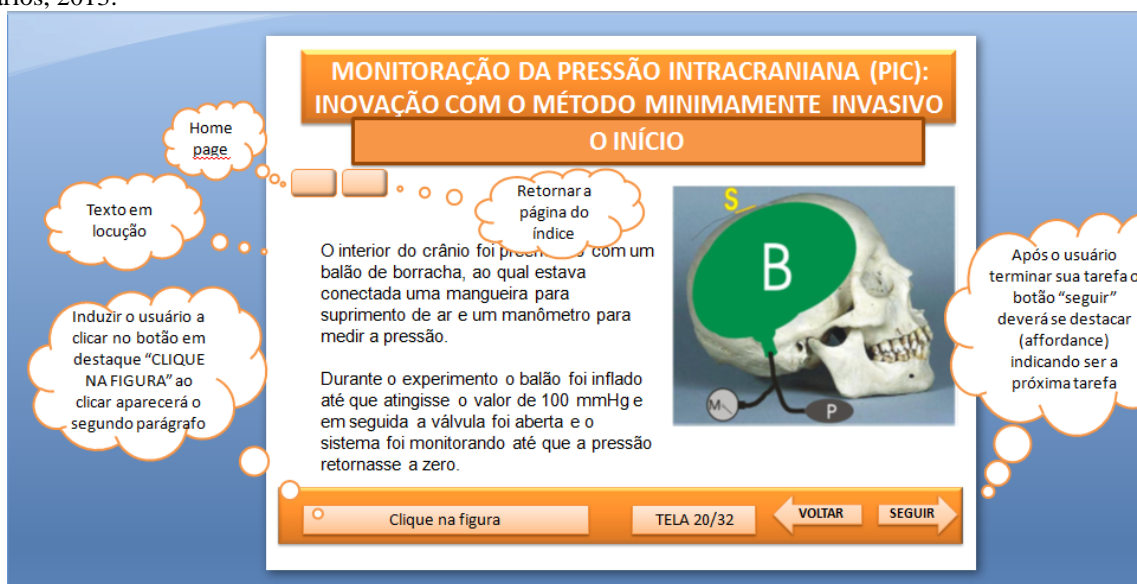 MONITORAÇÃO DA PRESSÃO INTRACRANIANA (PIC):
INOVAÇÃO COM O MÉTODO MINIMAMENTE INVASIVO
O INÍCIO
Home
page
Texto em
locução
Retornar a
página do
índice
Induzir o usuário a
clicar no botão em
destaque “CLIQUE
NA FIGURA” ao
clicar aparecerá o
segundo parágrafo
O interior do crânio foi com um
balão de borracha, ao qual estava
conectada uma mangueira para
suprimento de ar e um manômetro para
medir a pressão.
Durante o experimento o balão foi inflado
até que atingisse o valor de 100 mmHg e
em seguida a válvula foi aberta e o
sistema foi monitorando até que a pressão
retornasse a zero.
S
B
M
P
Após o usuário
terminar sua tarefa o
botão “seguir”
deverá se destacar
(affordance)
indicando ser a
próxima tarefa
Clique na figura
TELA 20/32
VOLTAR
SEGUIR